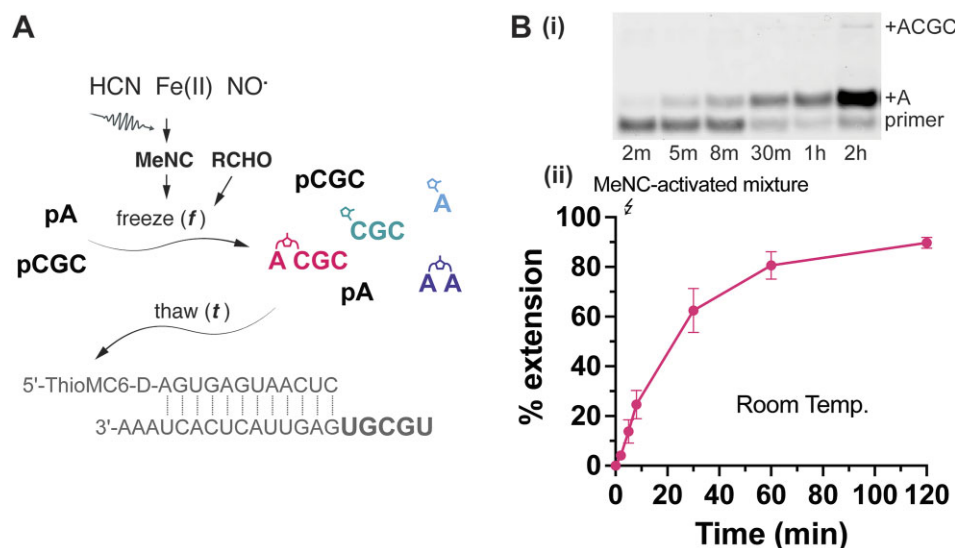 A
HCN Fe(II) NO·
MeNC RCHO
freeze (f)
pA
pCGC
pCGC
A
CGC
A CGC
pA
A A
thaw (t)
5'-ThioMC6-D-AGUGAGUAACUC
3'-AAAUCACUCAUUGAGUGCGU
B (i)
+ACGC
+A
primer
2m 5m 8m 30m 1h 2h
(ii)
MeNC-activated mixture
100
80
60
40
20
0
% extension
Room Temp.
0 20 40 60 80 100 120
Time (min)